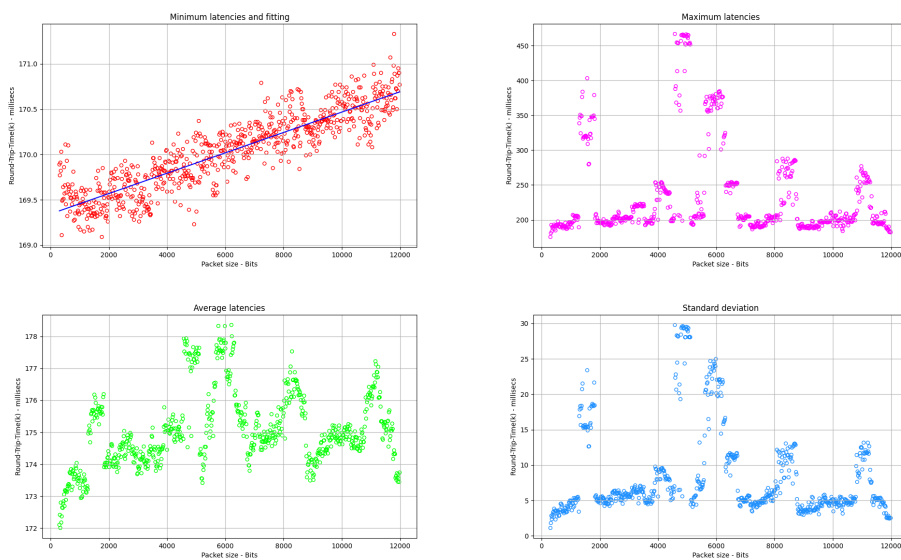 Minimum latencies and fitting
Round-Trip-Time(k) - millisecs
171.0
170.5
170.0
169.5
169.0
0 2000 4000 6000 8000 10000 12000
Packet size - Bits
Maximum latencies
Round-Trip-Time(k) - millisecs
450
400
350
300
250
200
0 2000 4000 6000 8000 10000 12000
Packet size - Bits
Average latencies
Round-Trip-Time(k) - millisecs
178
177
176
175
174
173
172
0 2000 4000 6000 8000 10000 12000
Packet size - Bits
Standard deviation
Round-Trip-Time(k) - millisecs
30
25
20
15
10
5
0
0 2000 4000 6000 8000 10000 12000
Packet size - Bits